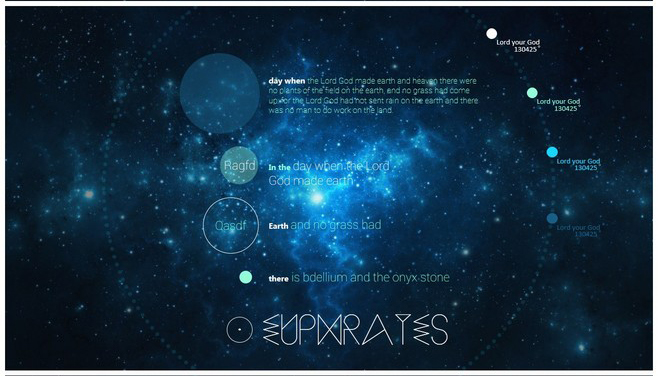 Lord your God
130425
day when the Lord God made earth and heaven there were
no plants of the field on the earth, and no grass had come
up: for the Lord God had not sent rain on the earth and there
was no man to do work on the land.
Lord your God
130425
Ragfd
In the day when the Lord
God made earth
Lord your God
130425
Qasdf
Earth and no grass had
Lord your God
130425
there is bdellium and the onyx stone
EUPHRATES